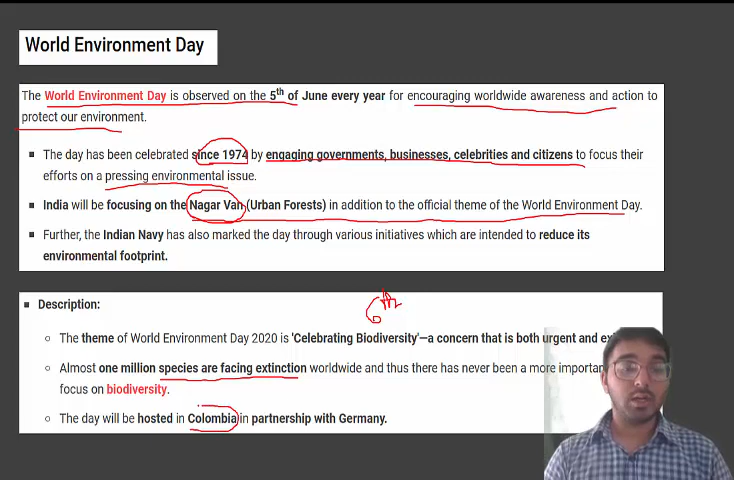 World Environment Day
The World Environment Day is observed on the 5th of June every year for encouraging worldwide awareness and action to
protect our environment.
The day has been celebrated since 1974 by engaging governments, businesses, celebrities and citizens to focus their
efforts on a pressing environmental issue.
India will be focusing on the Nagar Van (Urban Forests) in addition to the official theme of the World Environment Day.
Further, the Indian Navy has also marked the day through various initiatives which are intended to reduce its
environmental footprint.
6th
Description:
The theme of World Environment Day 2020 is 'Celebrating Biodiversity'—a concern that is both urgent and
Almost one million species are facing extinction worldwide and thus there has never been a more important
focus on biodiversity.
The day will be hosted in Colombia in partnership with Germany.